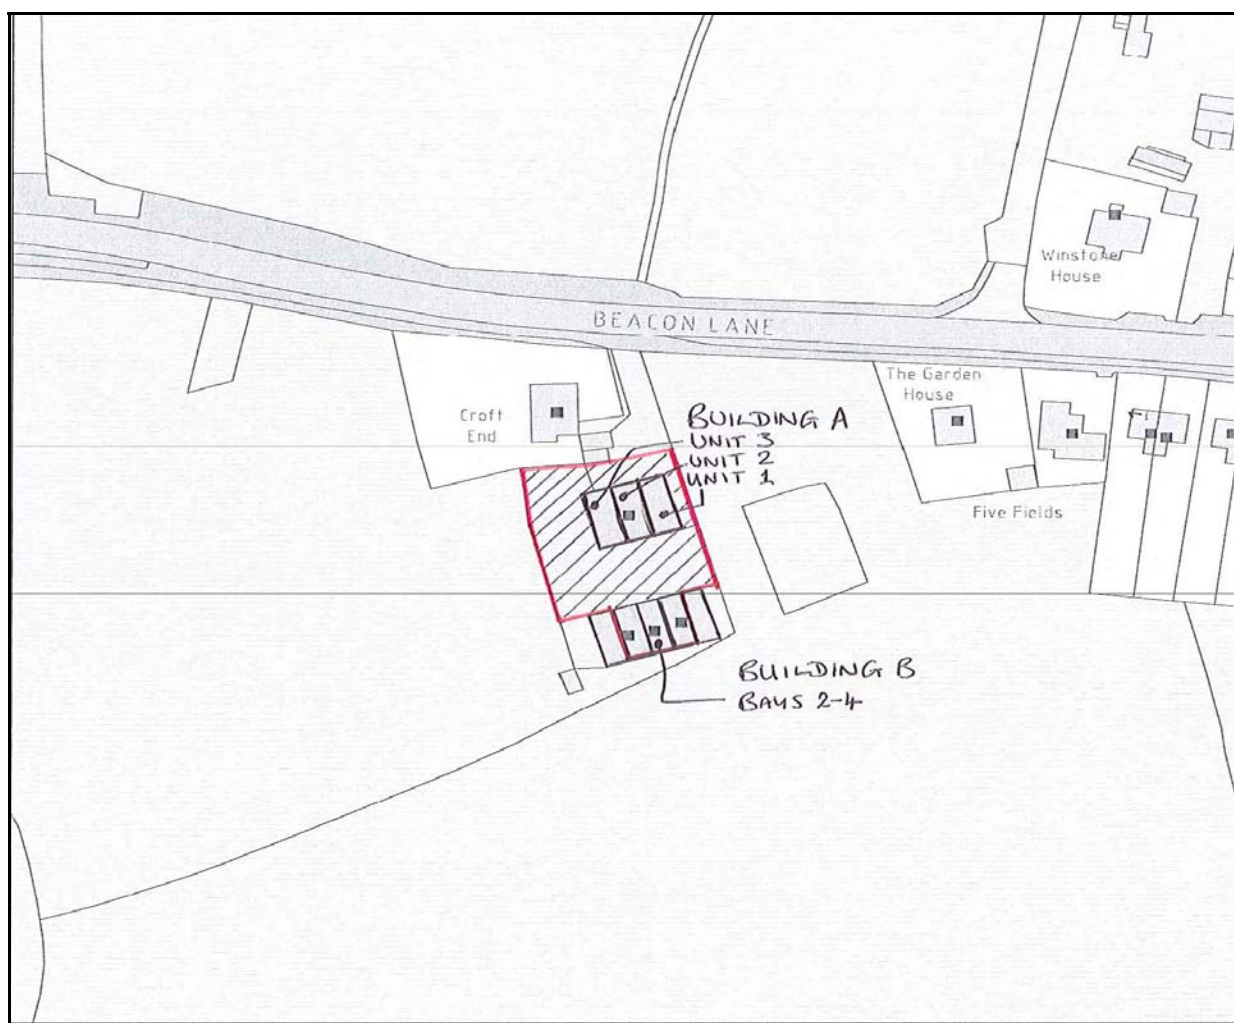 Winstone
House
BEACON LANE
The Garden
House
Croft
End
BUILDING A
UNIT 3
UNIT 2
UNIT 1
Five Fields
BUILDING B
BAYS 2-4